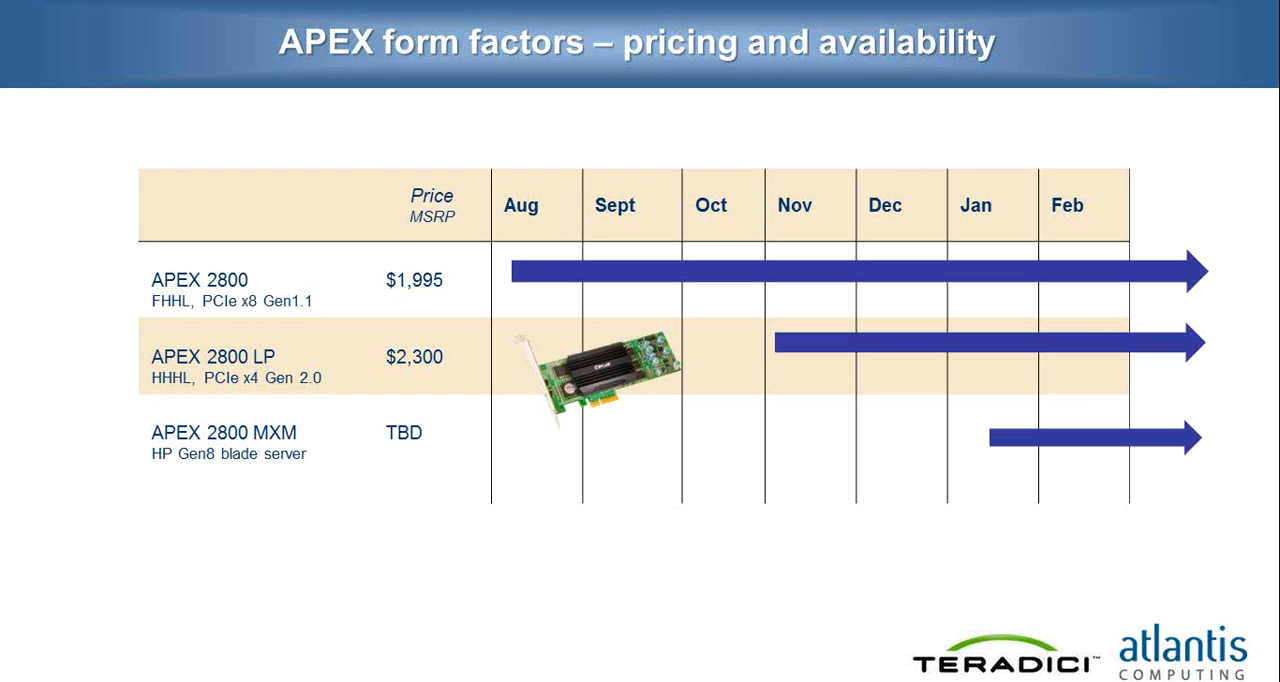 APEX form factors – pricing and availability
Price
MSRP
Aug Sept Oct Nov Dec Jan Feb
APEX 2800 $1,995
FHHL, PCIe x8 Gen1.1
APEX 2800 LP $2,300
HHHL, PCIe x4 Gen 2.0
APEX 2800 MXM TBD
HP Gen8 blade server
TERADICI™
atlantis
COMPUTING